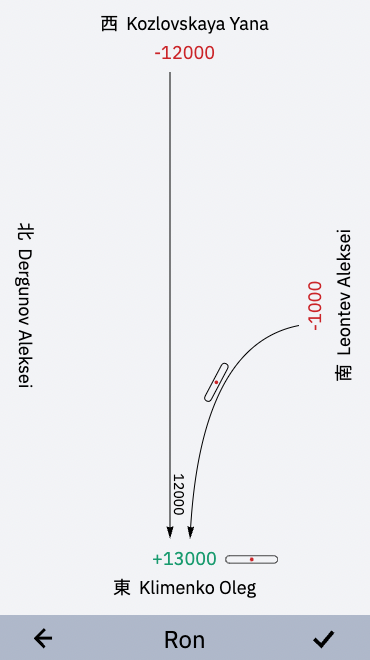 西 Kozlovskaya Yana
-12000
北 Dergunov Aleksei
南 Leontev Aleksei
-1000
12000
+13000
東 Klimenko Oleg
Ron